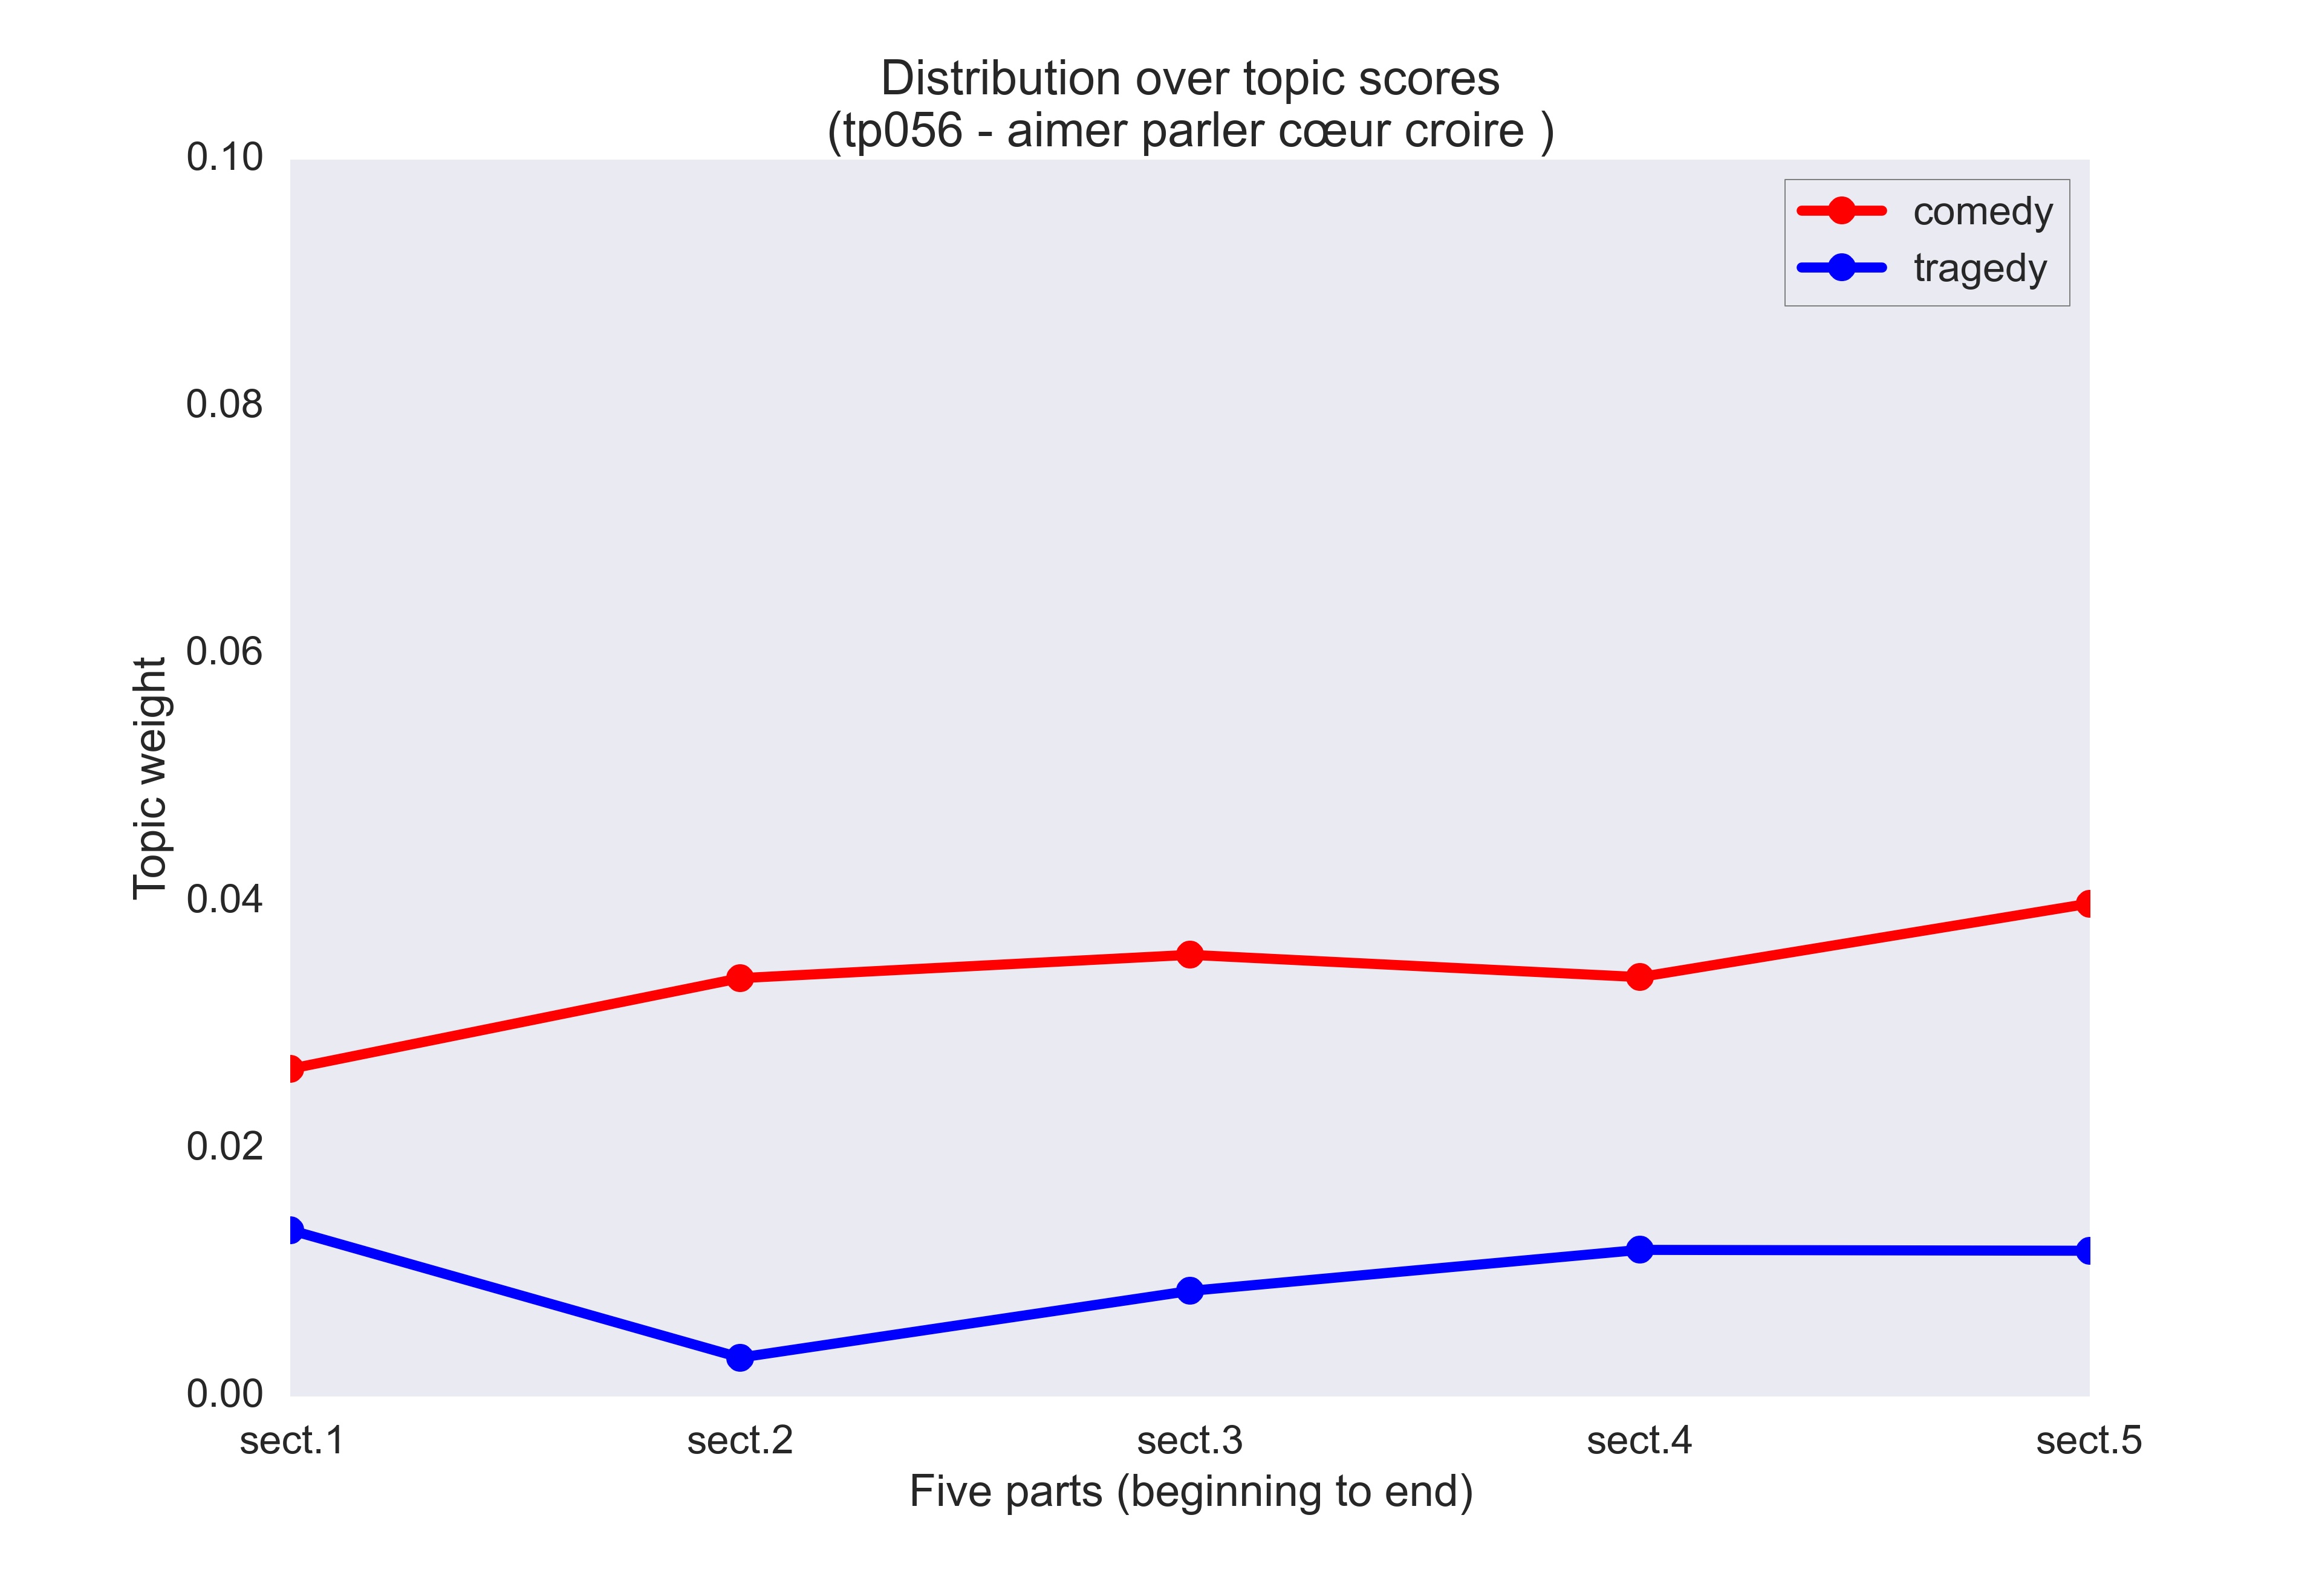 Distribution over topic scores
(tp056 - aimer parler cœur croire )
comedy
tragedy
Topic weight
0.10
0.08
0.06
0.04
0.02
0.00
sect.1
sect.2
sect.3
sect.4
sect.5
Five parts (beginning to end)